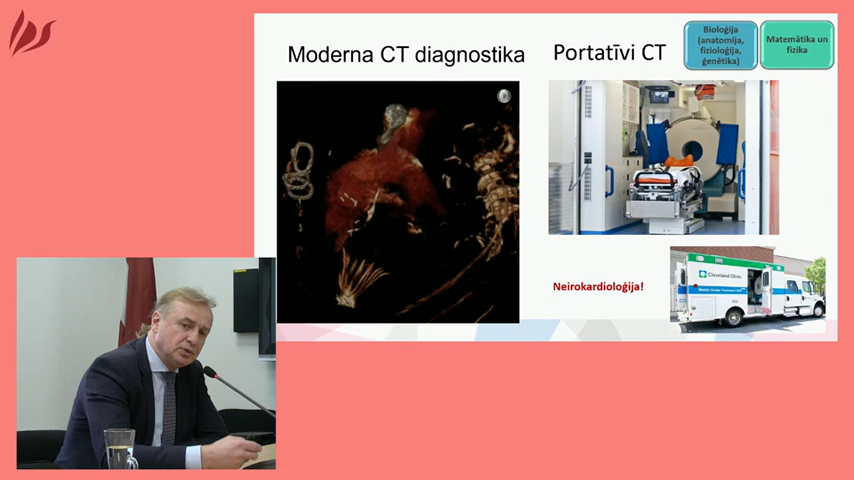 Moderna CT diagnostika
Portatīvi CT
Bioloģija
(anatomija,
fizioloģija,
ģenētika)
Matemātika un
fizika
Neirokardioloģija!
Cleveland Clinic